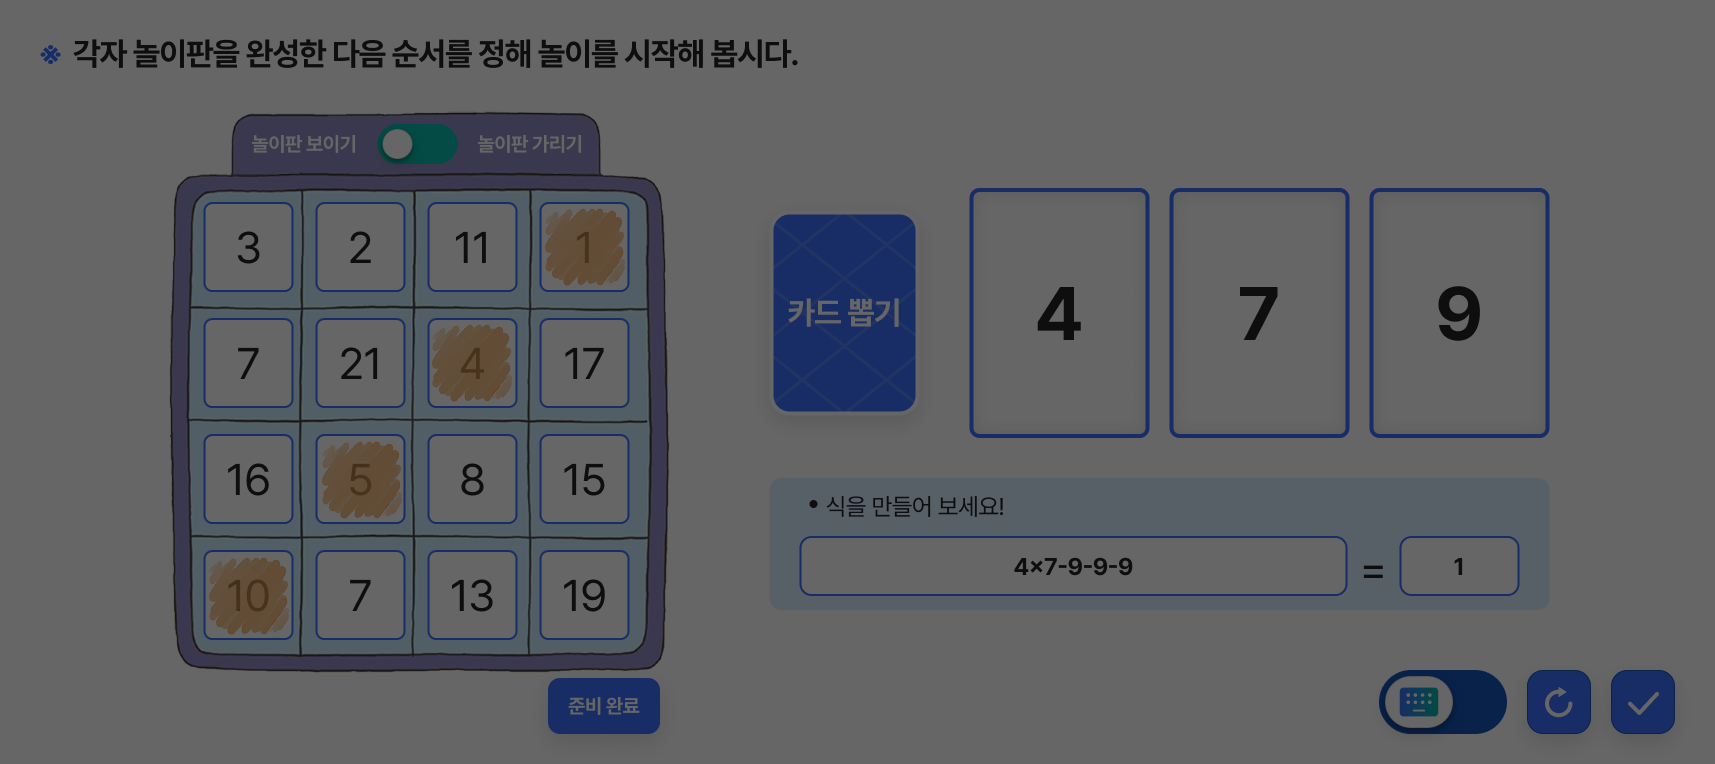 ※ 각자 놀이판을 완성한 다음 순서를 정해 놀이를 시작해 봅시다.
놀이판 보이기 놀이판 가리기
3 2 11 1
7 21 4 17
16 5 8 15
10 7 13 19
준비 완료
카드 뽑기
4 7 9
• 식을 만들어 보세요!
4×7-9-9-9 = 1